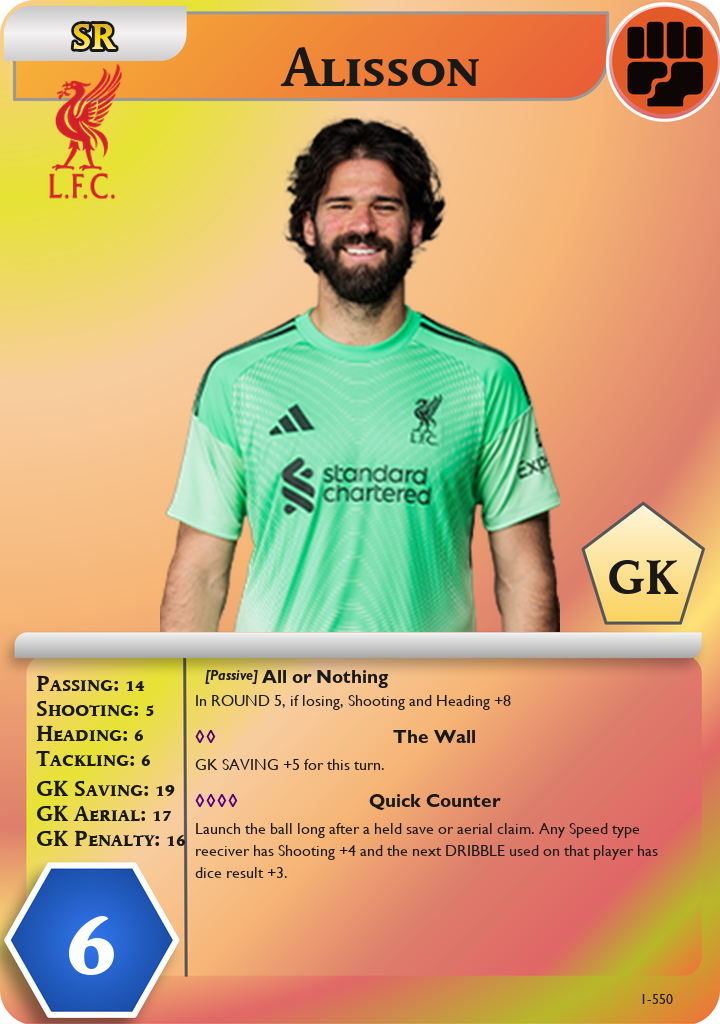 SR
Alisson
L.F.C.
L.F.C.
standard
chartered
Exp
GK
Passing: 14
Shooting: 5
Heading: 6
Tackling: 6
GK Saving: 19
GK Aerial: 17
GK Penalty: 16
6
[Passive] All or Nothing
In ROUND 5, if losing, Shooting and Heading +8
The Wall
GK SAVING +5 for this turn.
Quick Counter
Launch the ball long after a held save or aerial claim. Any Speed type
reeciver has Shooting +4 and the next DRIBBLE used on that player has
dice result +3.
1-550